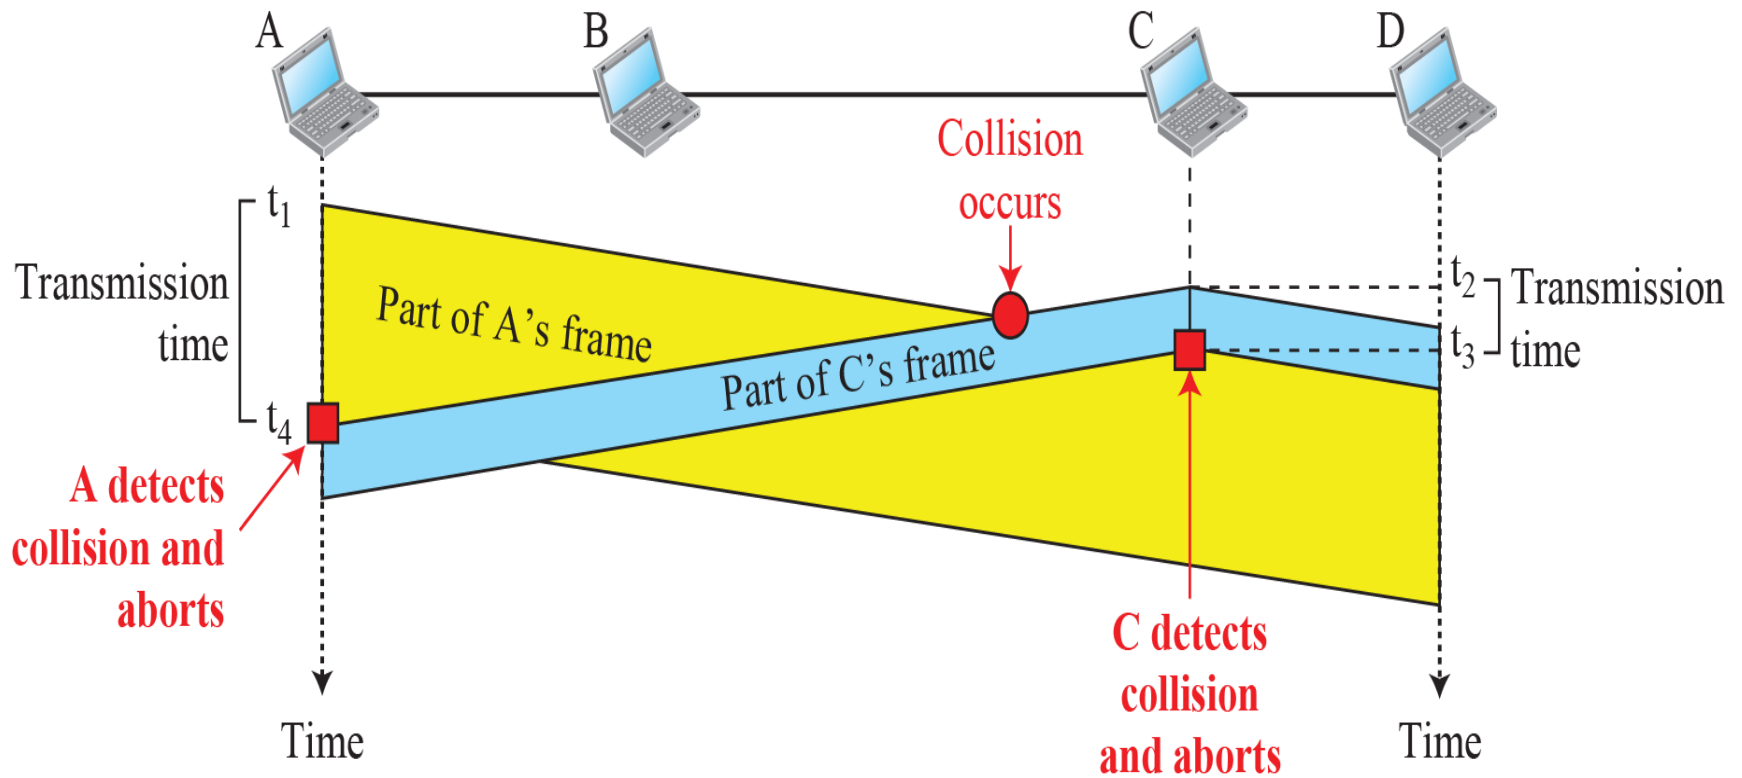 A
B
C
D
Collision
occurs
t1
Transmission
time
t4
Part of A's frame
Part of C's frame
t2
Transmission
t3
time
A detects
collision and
aborts
C detects
collision
and aborts
Time
Time